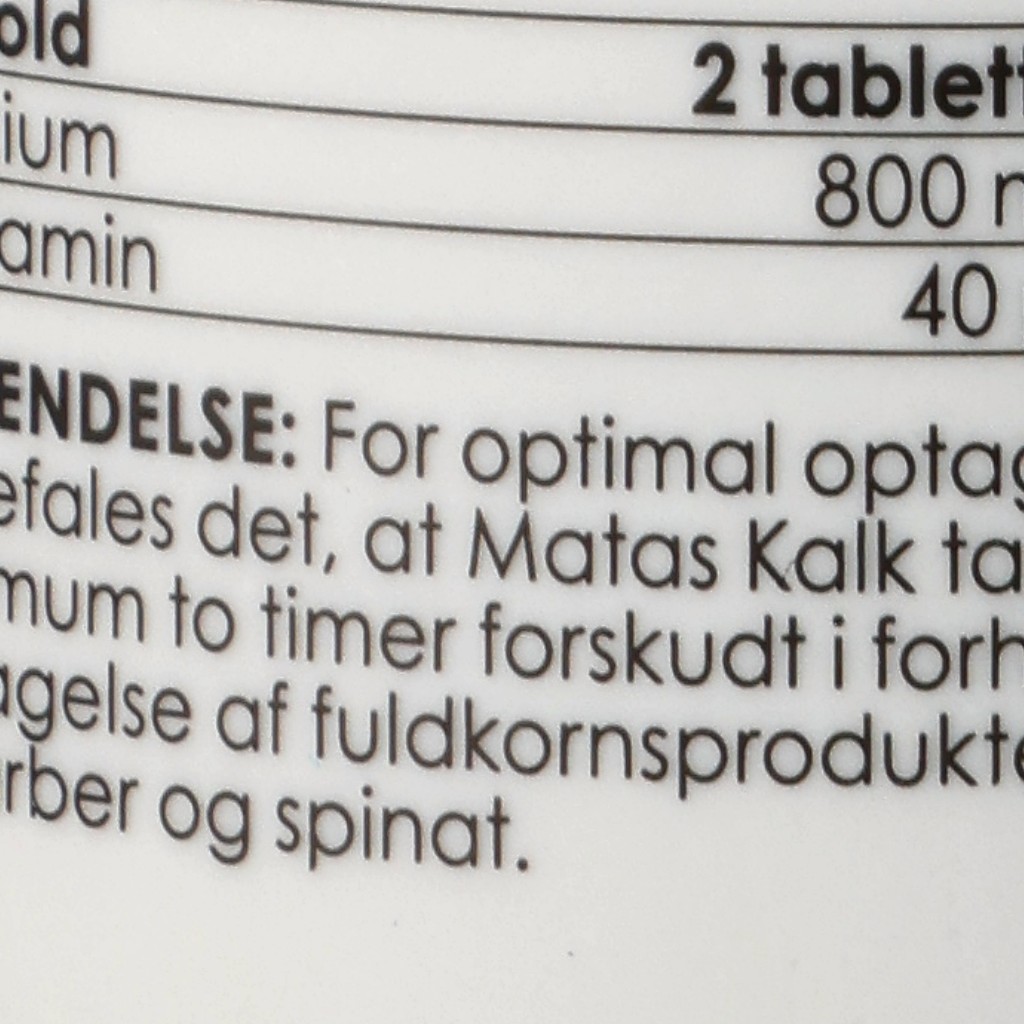 old 2 tablett
ium 800 m
amin 40
ENDELSE: For optimal optag
efales det, at Matas Kalk ta
mum to timer forskudt i forh
agelse af fuldkornsprodukte
rber og spinat.